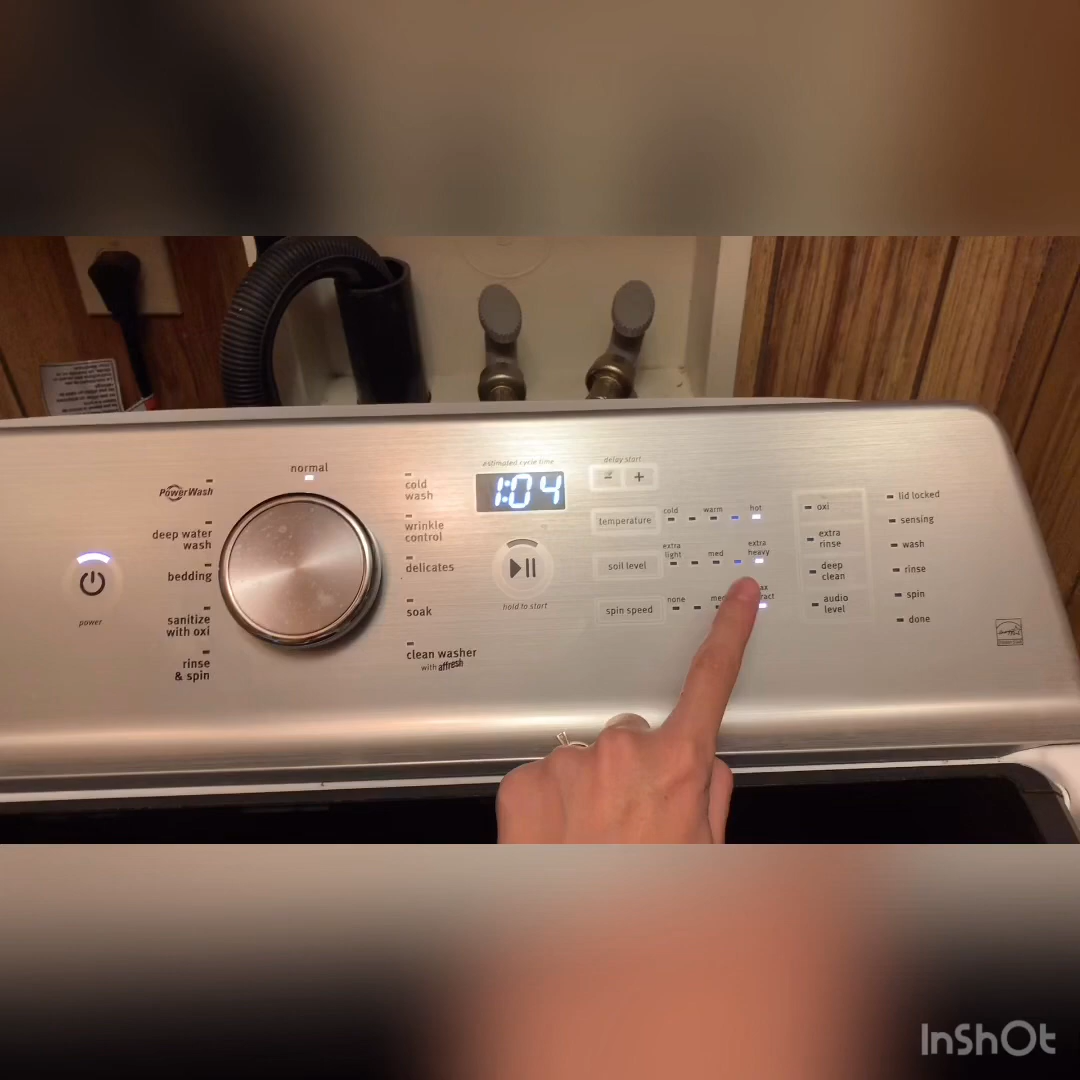 normal
PowerWash
deep water
wash
bedding
sanitize
with oxi
rinse
& spin
power
cold
wash
wrinkle
control
delicates
soak
clean washer
with affresh
estimated cycle time
1:04
hold to start
delay start
- +
temperature
cold warm hot
soil level
extra
light
med
extra
heavy
spin speed
none
oxi
extra
rinse
deep
clean
audio
level
lid locked
sensing
wash
rinse
spin
done
InShOt